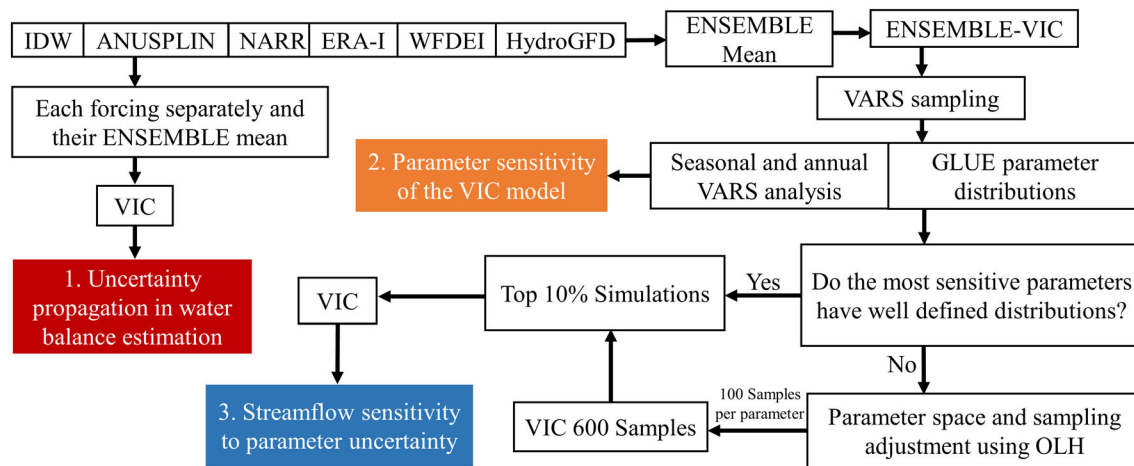 IDW ANUSPLIN NARR ERA-I WFDEI HydroGFD
ENSEMBLE
Mean
ENSEMBLE-VIC
Each forcing separately and
their ENSEMBLE mean
VARS sampling
2. Parameter sensitivity
of the VIC model
Seasonal and annual
VARS analysis
GLUE parameter
distributions
VIC
1. Uncertainty
propagation in water
balance estimation
VIC
Top 10% Simulations
Yes
Do the most sensitive parameters
have well defined distributions?
No
3. Streamflow sensitivity
to parameter uncertainty
VIC 600 Samples
100 Samples
per parameter
Parameter space and sampling
adjustment using OLH